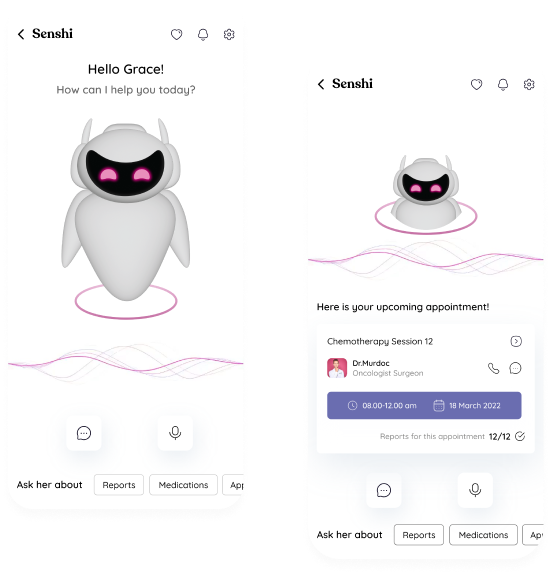 Senshi
Hello Grace!
How can I help you today?
Ask her about
Reports
Medications
Senshi
Here is your upcoming appointment!
Chemotherapy Session 12
Dr.Murdoc
Oncologist Surgeon
08.00-12.00 am
18 March 2022
Reports for this appointment 12/12
Ask her about
Reports
Medications